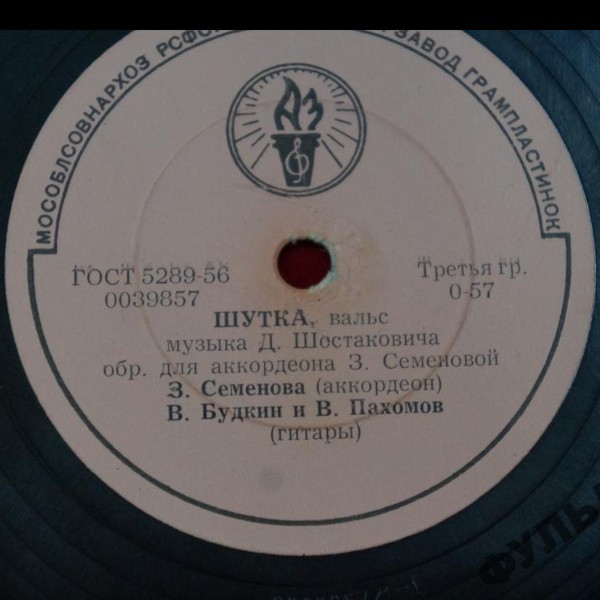 МОСОБЛСОВНАРХОЗ
ЗАВОД ГРАМПЛАСТИНОК
АЗ
ГОСТ 5289-56
0039857
Третья гр.
0-57
ШУТКА, вальс
музыка Д. Шостаковича
обр. для аккордеона З. Семеновой
З. Семенова (аккордеон)
В. Будкин и В. Пахомов
(гитары)